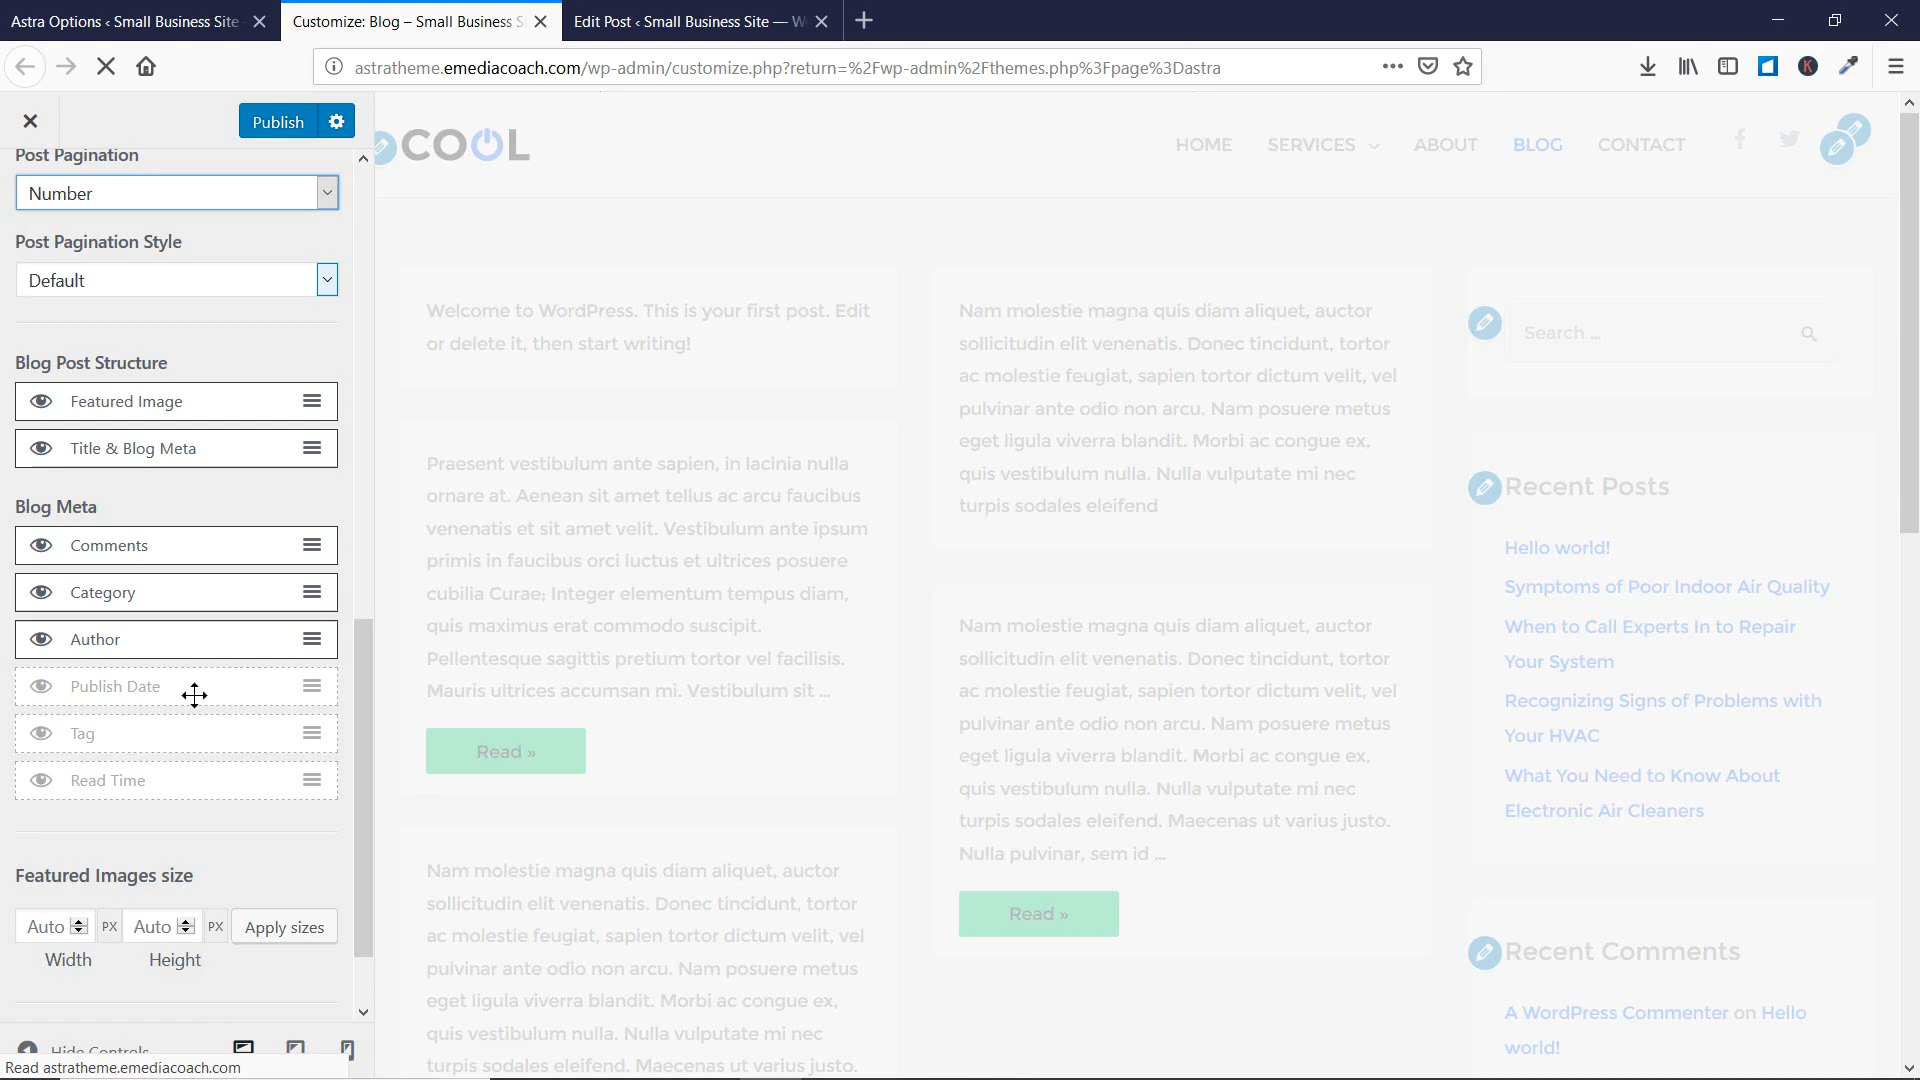 Astra Options ‹ Small Business Site
Customize: Blog – Small Business S
Edit Post ‹ Small Business Site — W
astratheme.emediacoach.com/wp-admin/customize.php?return=%2Fwp-admin%2Fthemes.php%3Fpage%3Dastra
K
Publish
Post Pagination
Number
Post Pagination Style
Default
Blog Post Structure
Featured Image
Title & Blog Meta
Blog Meta
Comments
Category
Author
Publish Date
Tag
Read Time
Featured Images size
Auto PX Auto PX Apply sizes
Width Height
Hide Controls
Read astratheme.emediacoach.com
COOL
HOME SERVICES ABOUT BLOG CONTACT
Welcome to WordPress. This is your first post. Edit
or delete it, then start writing!
Praesent vestibulum ante sapien, in lacinia nulla
ornare at. Aenean sit amet tellus ac arcu faucibus
venenatis et sit amet velit. Vestibulum ante ipsum
primis in faucibus orci luctus et ultrices posuere
cubilia Curae; Integer elementum tempus diam,
quis maximus erat commodo suscipit.
Pellentesque sagittis pretium tortor vel facilisis.
Mauris ultrices accumsan mi. Vestibulum sit ...
Read »
Nam molestie magna quis diam aliquet, auctor
sollicitudin elit venenatis. Donec tincidunt, tortor
ac molestie feugiat, sapien tortor dictum velit, vel
pulvinar ante odio non arcu. Nam posuere metus
eget ligula viverra blandit. Morbi ac congue ex,
quis vestibulum nulla. Nulla vulputate mi nec
turpis sodales eleifend. Maecenas ut varius justo.
Nam molestie magna quis diam aliquet, auctor
sollicitudin elit venenatis. Donec tincidunt, tortor
ac molestie feugiat, sapien tortor dictum velit, vel
pulvinar ante odio non arcu. Nam posuere metus
eget ligula viverra blandit. Morbi ac congue ex,
quis vestibulum nulla. Nulla vulputate mi nec
turpis sodales eleifend
Nam molestie magna quis diam aliquet, auctor
sollicitudin elit venenatis. Donec tincidunt, tortor
ac molestie feugiat, sapien tortor dictum velit, vel
pulvinar ante odio non arcu. Nam posuere metus
eget ligula viverra blandit. Morbi ac congue ex,
quis vestibulum nulla. Nulla vulputate mi nec
turpis sodales eleifend. Maecenas ut varius justo.
Nulla pulvinar, sem id ...
Read »
Search ...
Recent Posts
Hello world!
Symptoms of Poor Indoor Air Quality
When to Call Experts In to Repair
Your System
Recognizing Signs of Problems with
Your HVAC
What You Need to Know About
Electronic Air Cleaners
Recent Comments
A WordPress Commenter on Hello
world!